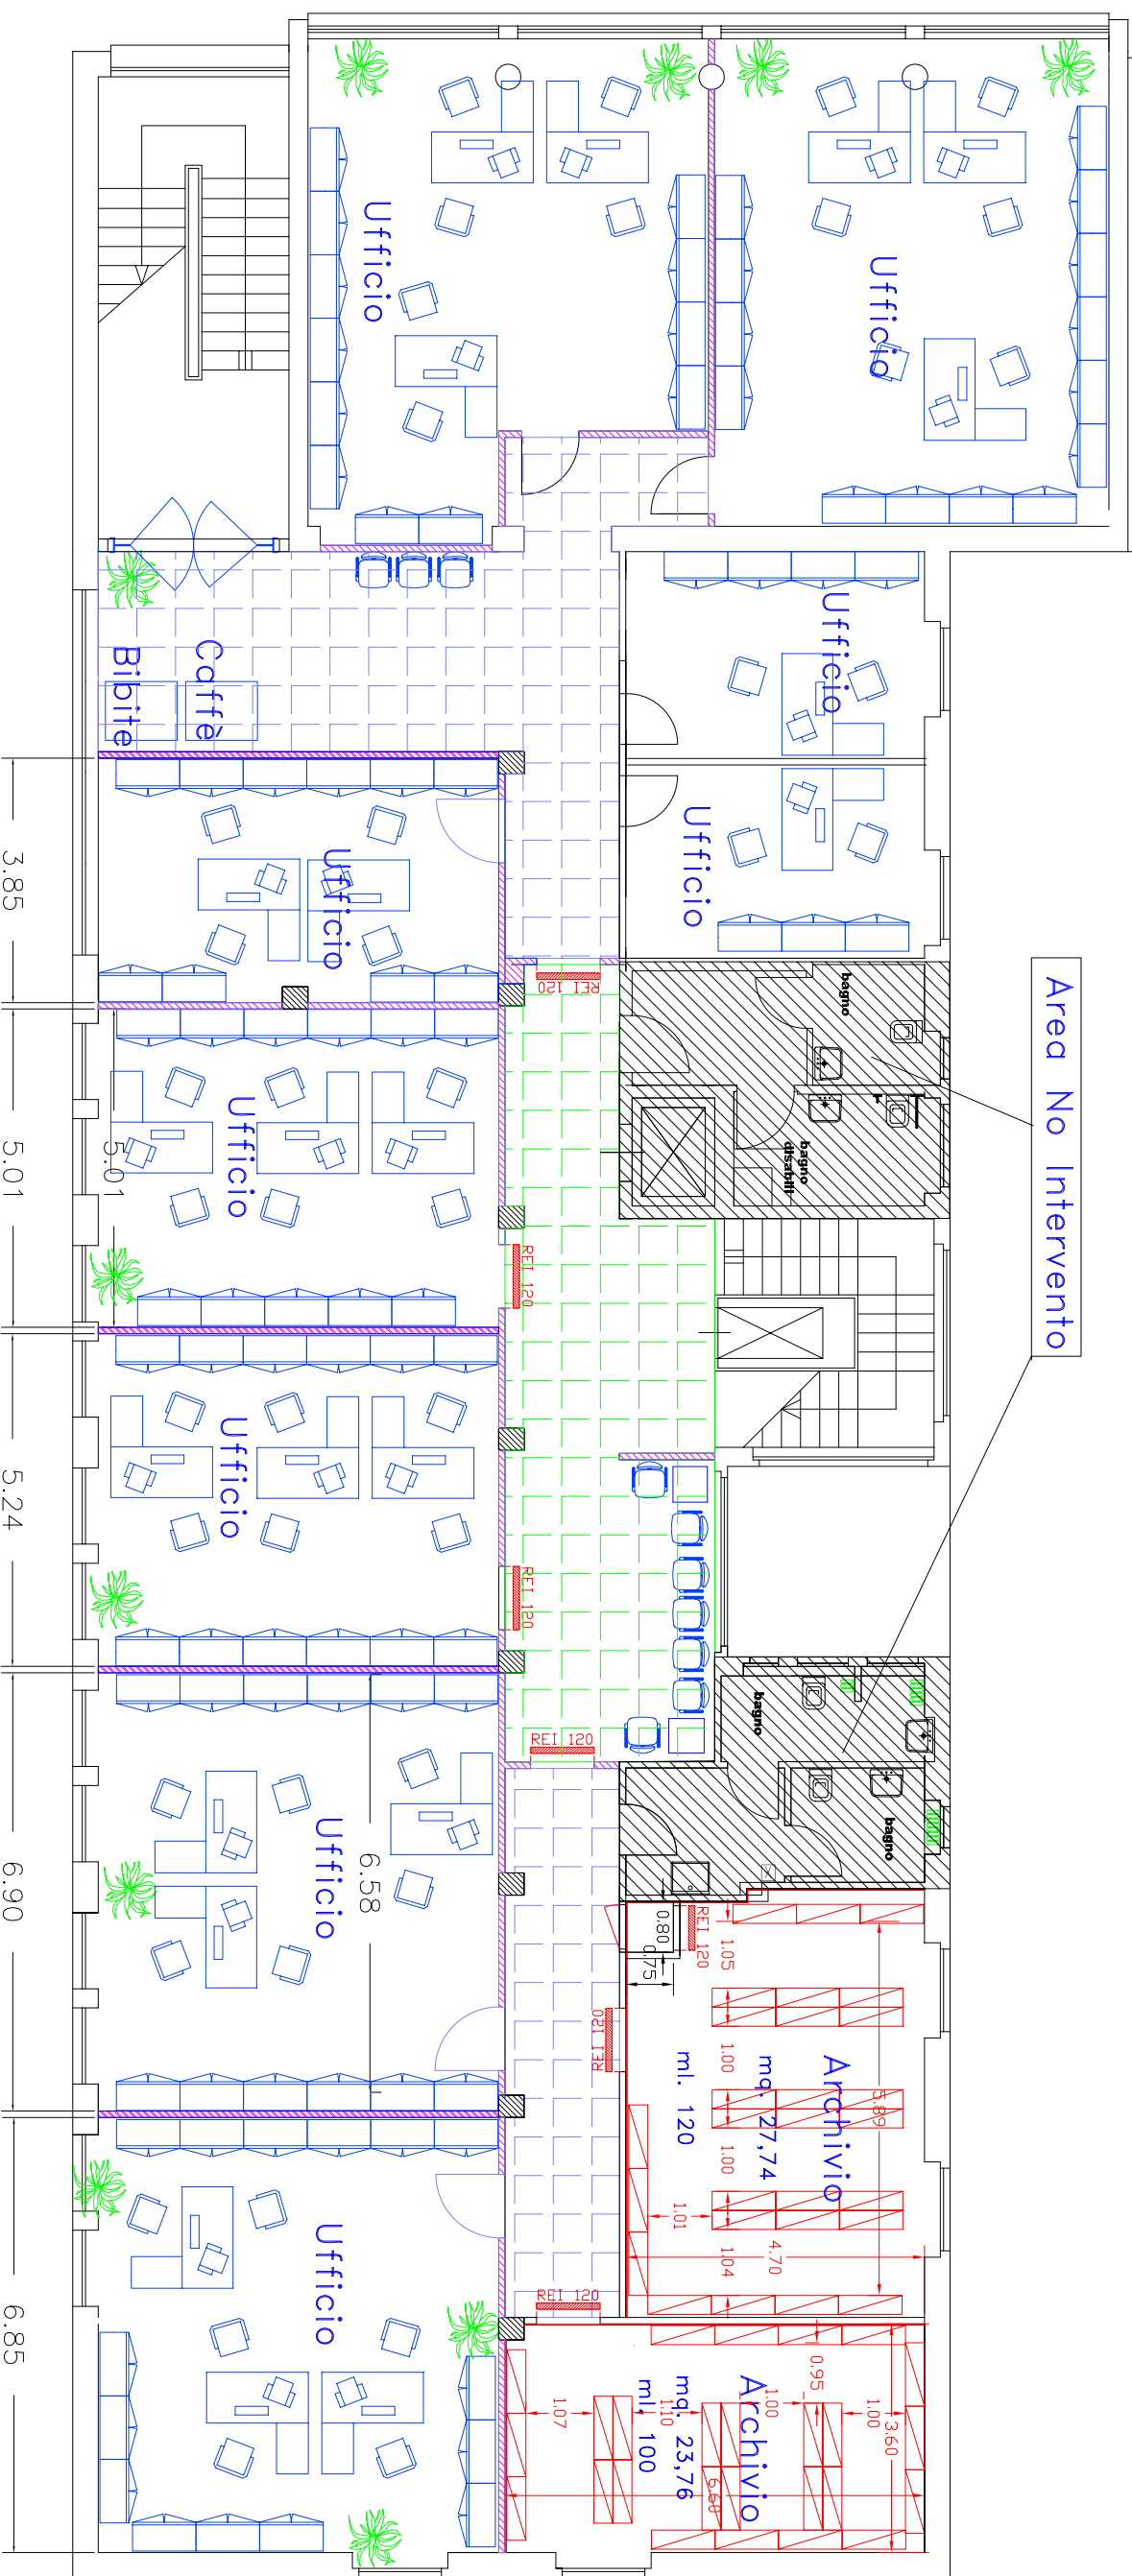 Area No Intervento
Ufficio
Ufficio
Ufficio
Ufficio
Caffè
Bibite
Ufficio
Ufficio
Ufficio
Ufficio
Ufficio
bagno
bagno
disabili
bagno
bagno
REI 120
REI 120
REI 120
REI 120
REI 120
REI 120
REI 120
Archivio
mq. 27,74
ml. 120
Archivio
mq. 23,76
ml. 100
0.80
0.75
1.05
1.00
1.00
1.04
1.01
5.89
4.70
0.95
1.00
1.00
3.60
1.10
1.07
6.60
5.01
6.58
3.85
5.01
5.24
6.90
6.85